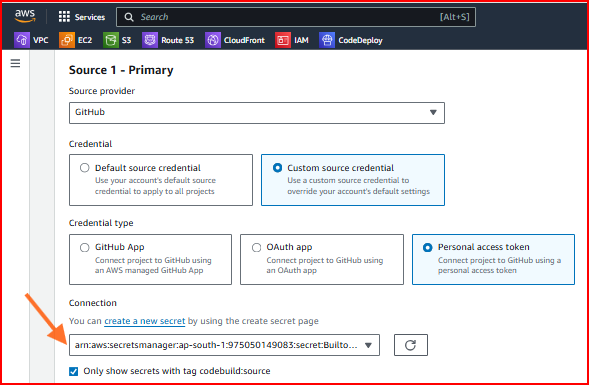 aws Services Search [Alt+S]
VPC EC2 S3 Route 53 CloudFront IAM CodeDeploy
Source 1 - Primary
Source provider
GitHub
Credential
Default source credential
Use your account's default source
credential to apply to all projects
Custom source credential
Use a custom source credential to
override your account's default settings
Credential type
GitHub App
Connect project to GitHub using
an AWS managed GitHub App
OAuth app
Connect project to GitHub using
an OAuth app
Personal access token
Connect project to GitHub using a
personal access token
Connection
You can create a new secret by using the create secret page
arn:aws:secretsmanager:ap-south-1:975050149083:secret:Builto...
Only show secrets with tag codebuild:source